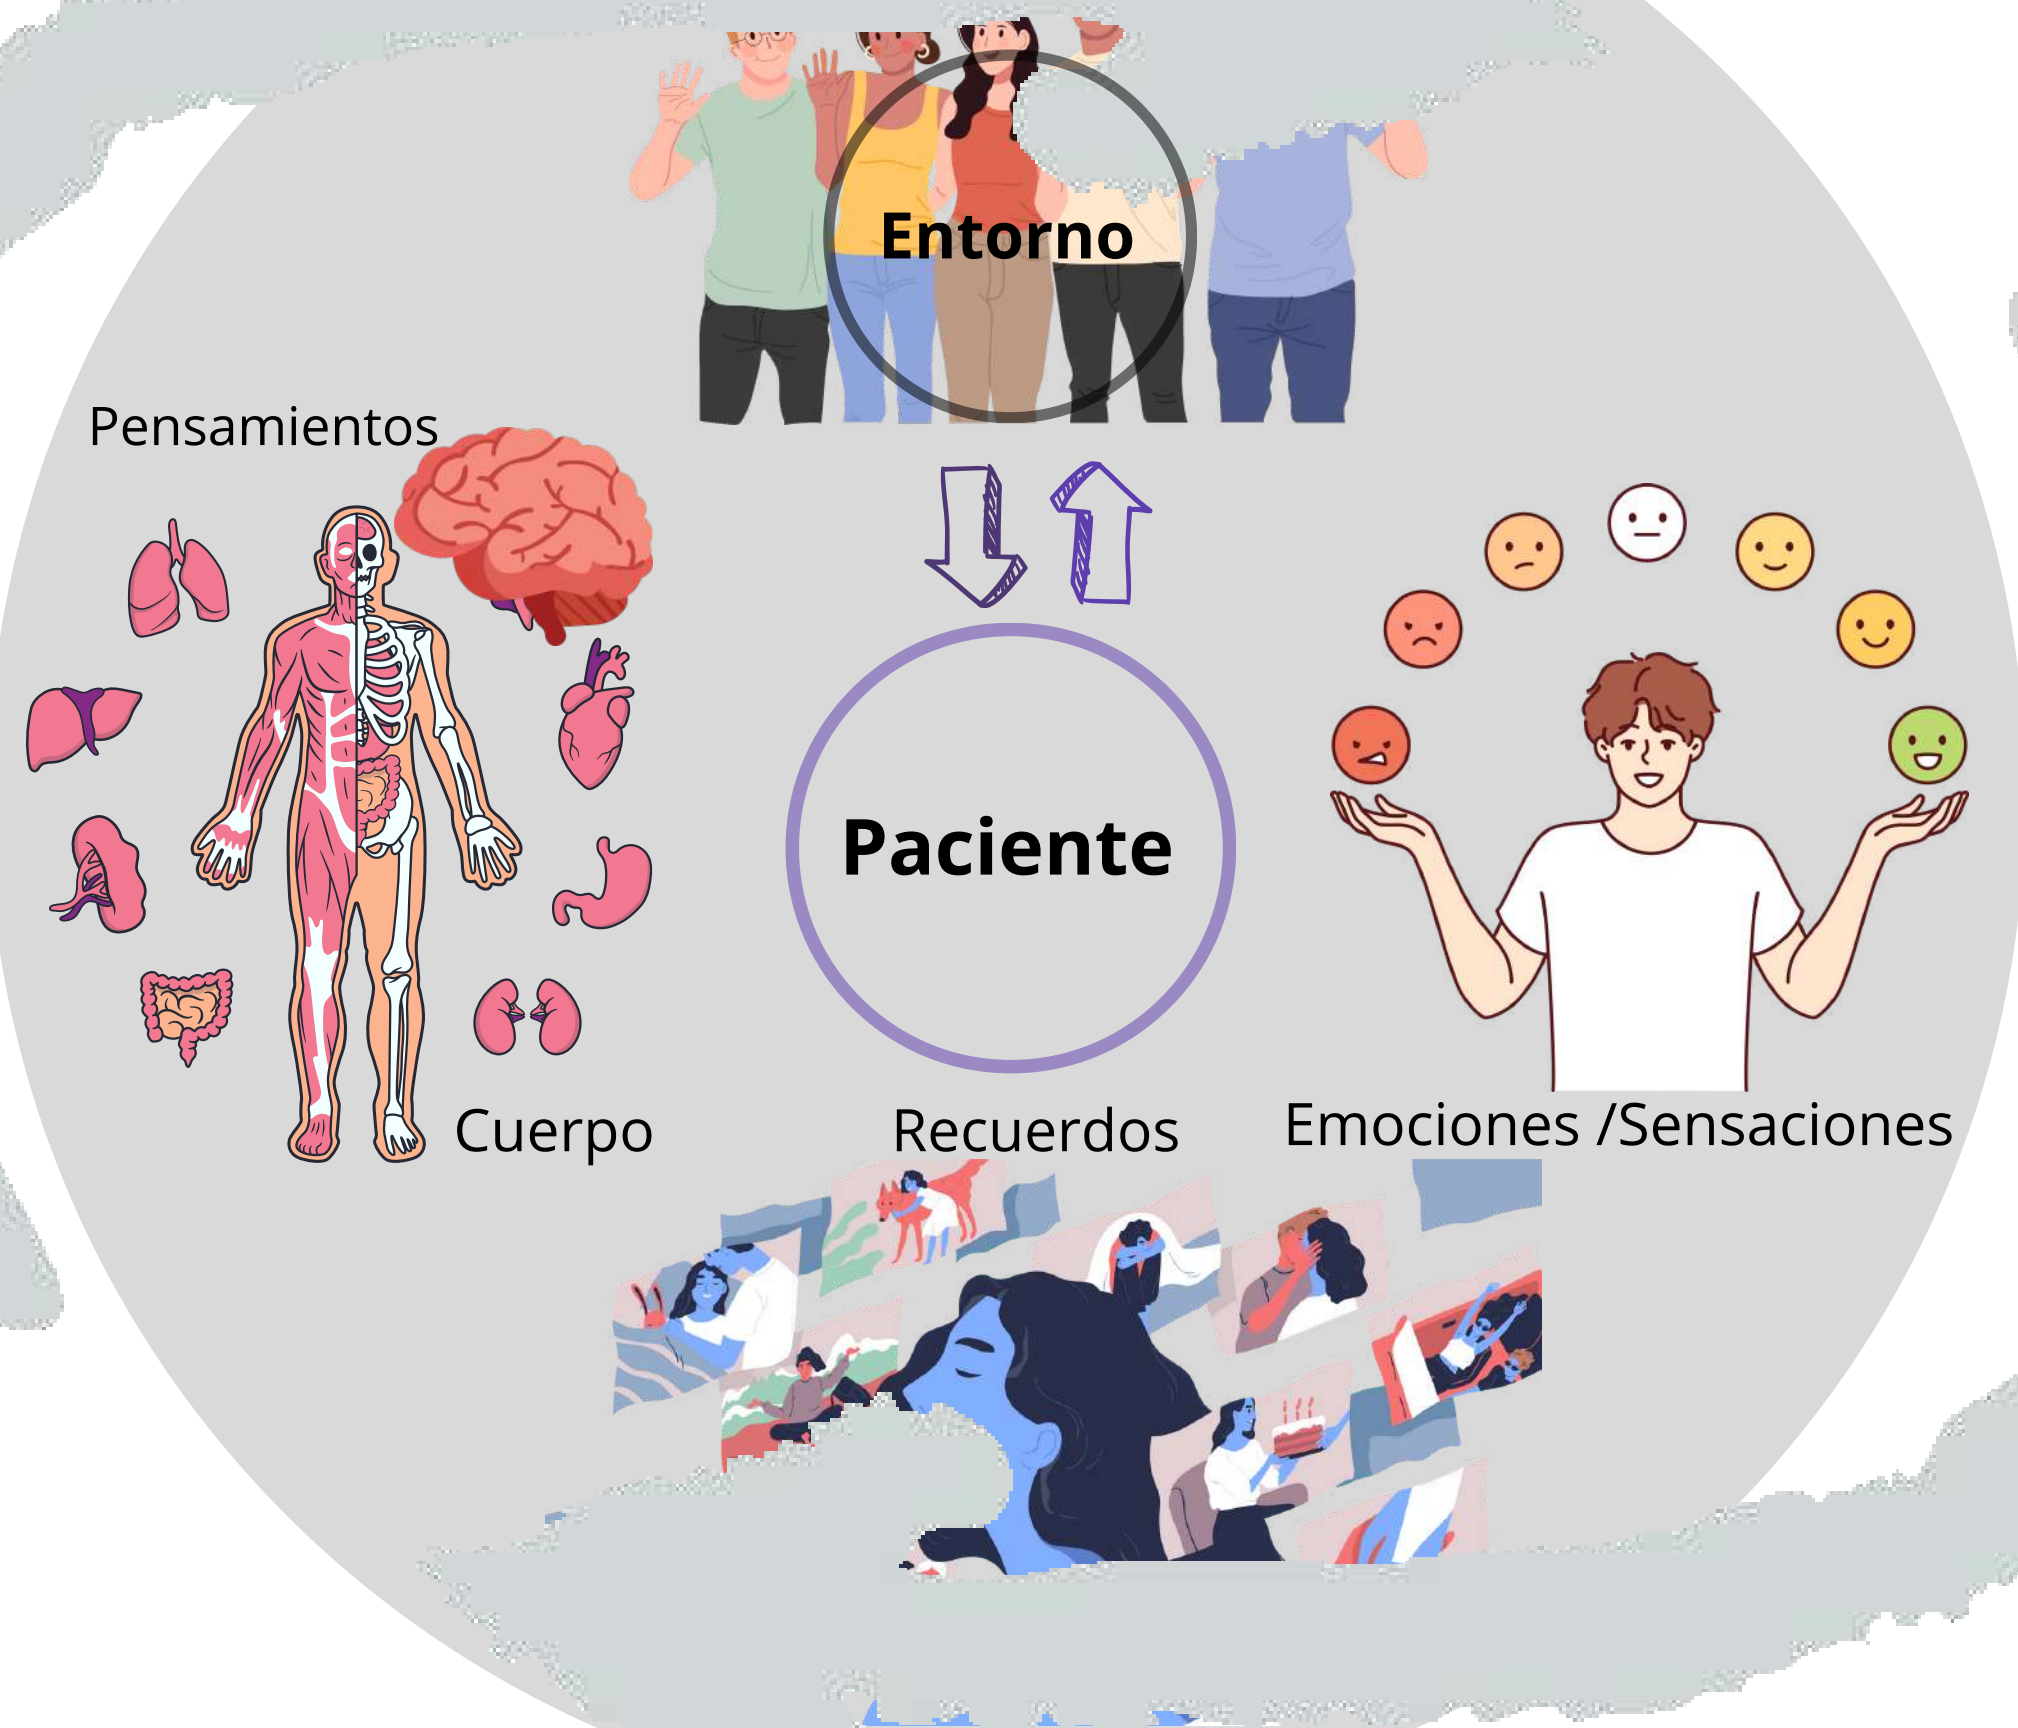 Entorno
Pensamientos
Paciente
Cuerpo
Recuerdos
Emociones /Sensaciones